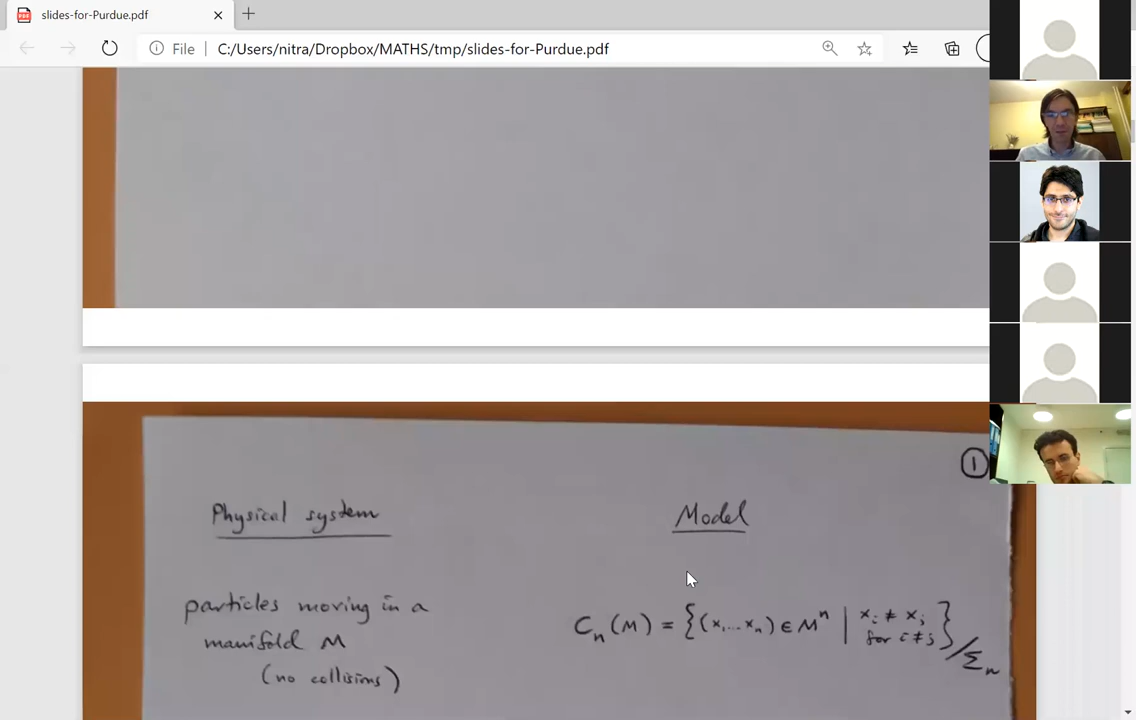 slides-for-Purdue.pdf
File
C:/Users/nitra/Dropbox/MATHS/tmp/slides-for-Purdue.pdf
1
Physical system
Model
particles moving in a
manifold M
(no collisions)
Cₙ(M) = {(x₁...xₙ) ∈ Mⁿ | xᵢ ≠ xⱼ
for i≠j}/Σₙ